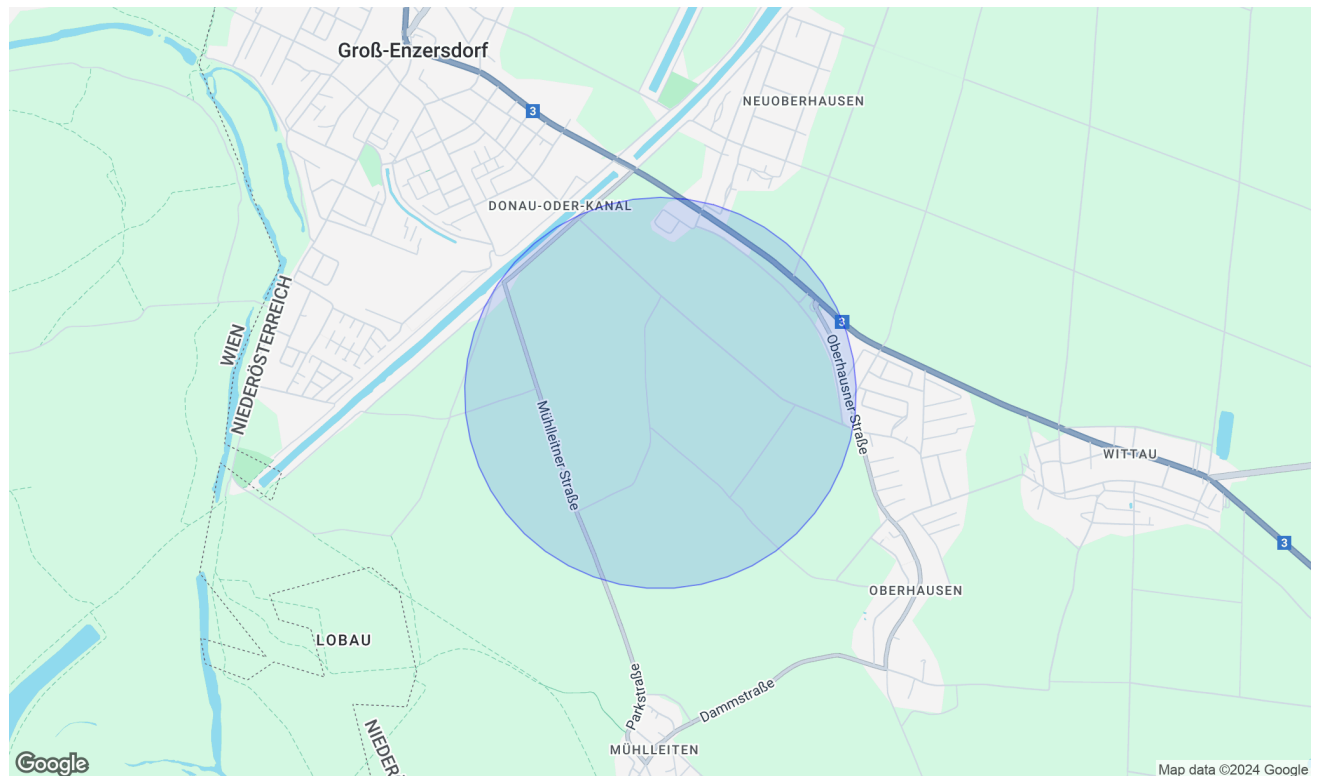 Groß-Enzersdorf
NEUOBERHAUSEN
3
DONAU-ODER-KANAL
WIEN
NIEDERÖSTERREICH
3
Oberhausner Straße
Mühlleitner Straße
WITTAU
3
OBERHAUSEN
LOBAU
Parkstraße
Dammstraße
NIEDER
MÜHLLEITEN
Google
Map data ©2024 Google